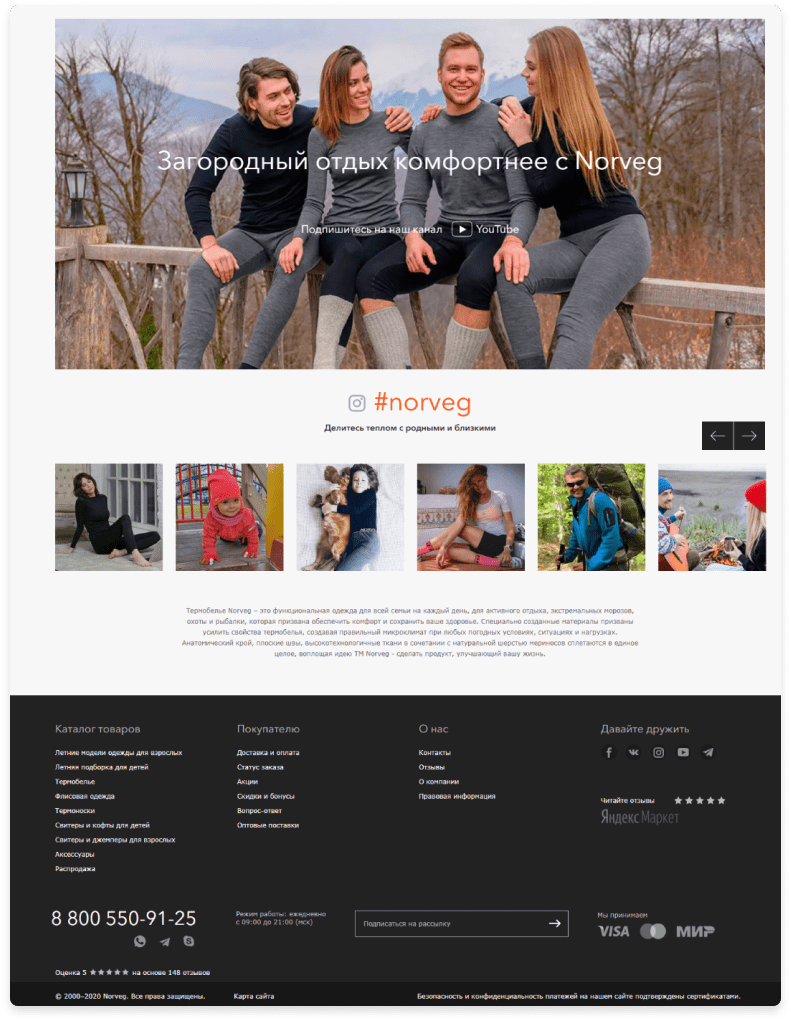 Загородный отдых комфортнее с Norveg
Подпишитесь на наш канал YouTube
#norveg
Делитесь теплом с родными и близкими
Термобелье Norveg – это функциональная одежда для всей семьи на каждый день, для активного отдыха, экстремальных морозов,
охоты и рыбалки, которая призвана обеспечить комфорт и сохранить ваше здоровье. Специально созданные материалы призваны
усилить свойства термобелья, создавая правильный микроклимат при любых погодных условиях, ситуациях и нагрузках.
Анатомический крой, плоские швы, высокотехнологичные ткани в сочетании с натуральной шерстью мериносов сплетаются в единое
целое, воплощая идею ТМ Norveg - сделать продукт, улучшающий вашу жизнь.
Каталог товаров
Летние модели одежды для взрослых
Летняя подборка для детей
Термобелье
Флисовая одежда
Термоноски
Свитеры и кофты для детей
Свитеры и джемперы для взрослых
Аксессуары
Распродажа
Покупателю
Доставка и оплата
Статус заказа
Акции
Скидки и бонусы
Вопрос-ответ
Оптовые поставки
О нас
Контакты
Отзывы
О компании
Правовая информация
Давайте дружить
Читайте отзывы
Яндекс Маркет
8 800 550-91-25
Режим работы: ежедневно
с 09:00 до 21:00 (мск)
Подписаться на рассылку
Мы принимаем
VISA МИР
Оценка 5 ★★★★★ на основе 148 отзывов
© 2000–2020 Norveg. Все права защищены.
Карта сайта
Безопасность и конфиденциальность платежей на нашем сайте подтверждены сертификатами.